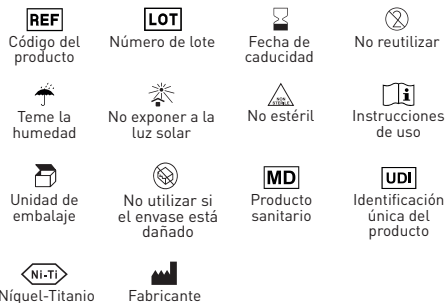 REF
LOT
Código del
producto
Número de lote
Fecha de
caducidad
No reutilizar
2
NON
STERILE
i
Teme la
humedad
No exponer a la
luz solar
No estéril
Instrucciones
de uso
MD
UDI
Unidad de
embalaje
No utilizar si
el envase está
dañado
Producto
sanitario
Identificación
única del
producto
Ni-Ti
Níquel-Titanio
Fabricante